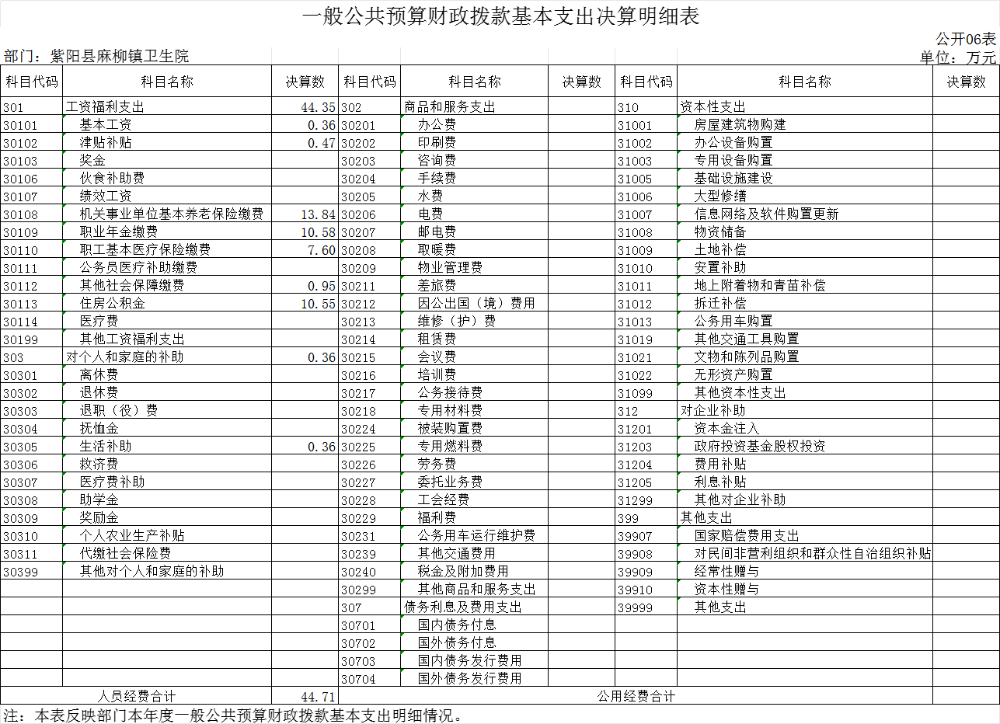 一般公共预算财政拨款基本支出决算明细表
公开06表
部门：紫阳县麻柳镇卫生院 单位：万元
科目代码 科目名称 决算数 科目代码 科目名称 决算数 科目代码 科目名称 决算数
301 工资福利支出 44.35 302 商品和服务支出 310 资本性支出
30101 基本工资 0.36 30201 办公费 31001 房屋建筑物购建
30102 津贴补贴 0.47 30202 印刷费 31002 办公设备购置
30103 奖金 30203 咨询费 31003 专用设备购置
30106 伙食补助费 30204 手续费 31005 基础设施建设
30107 绩效工资 30205 水费 31006 大型修缮
30108 机关事业单位基本养老保险缴费 13.84 30206 电费 31007 信息网络及软件购置更新
30109 职业年金缴费 10.58 30207 邮电费 31008 物资储备
30110 职工基本医疗保险缴费 7.60 30208 取暖费 31009 土地补偿
30111 公务员医疗补助缴费 30209 物业管理费 31010 安置补助
30112 其他社会保障缴费 0.95 30211 差旅费 31011 地上附着物和青苗补偿
30113 住房公积金 10.55 30212 因公出国（境）费用 31012 拆迁补偿
30114 医疗费 30213 维修（护）费 31013 公务用车购置
30199 其他工资福利支出 30214 租赁费 31019 其他交通工具购置
303 对个人和家庭的补助 0.36 30215 会议费 31021 文物和陈列品购置
30301 离休费 30216 培训费 31022 无形资产购置
30302 退休费 30217 公务接待费 31099 其他资本性支出
30303 退职（役）费 30218 专用材料费 312 对企业补助
30304 抚恤金 30224 被装购置费 31201 资本金注入
30305 生活补助 0.36 30225 专用燃料费 31203 政府投资基金股权投资
30306 救济费 30226 劳务费 31204 费用补贴
30307 医疗费补助 30227 委托业务费 31205 利息补贴
30308 助学金 30228 工会经费 31299 其他对企业补助
30309 奖励金 30229 福利费 399 其他支出
30310 个人农业生产补贴 30231 公务用车运行维护费 39907 国家赔偿费用支出
30311 代缴社会保险费 30239 其他交通费用 39908 对民间非营利组织和群众性自治组织补贴
30399 其他对个人和家庭的补助 30240 税金及附加费用 39909 经常性赠与
30299 其他商品和服务支出 39910 资本性赠与
307 债务利息及费用支出 39999 其他支出
30701 国内债务付息
30702 国外债务付息
30703 国内债务发行费用
30704 国外债务发行费用
人员经费合计 44.71 公用经费合计
注：本表反映部门本年度一般公共预算财政拨款基本支出明细情况。